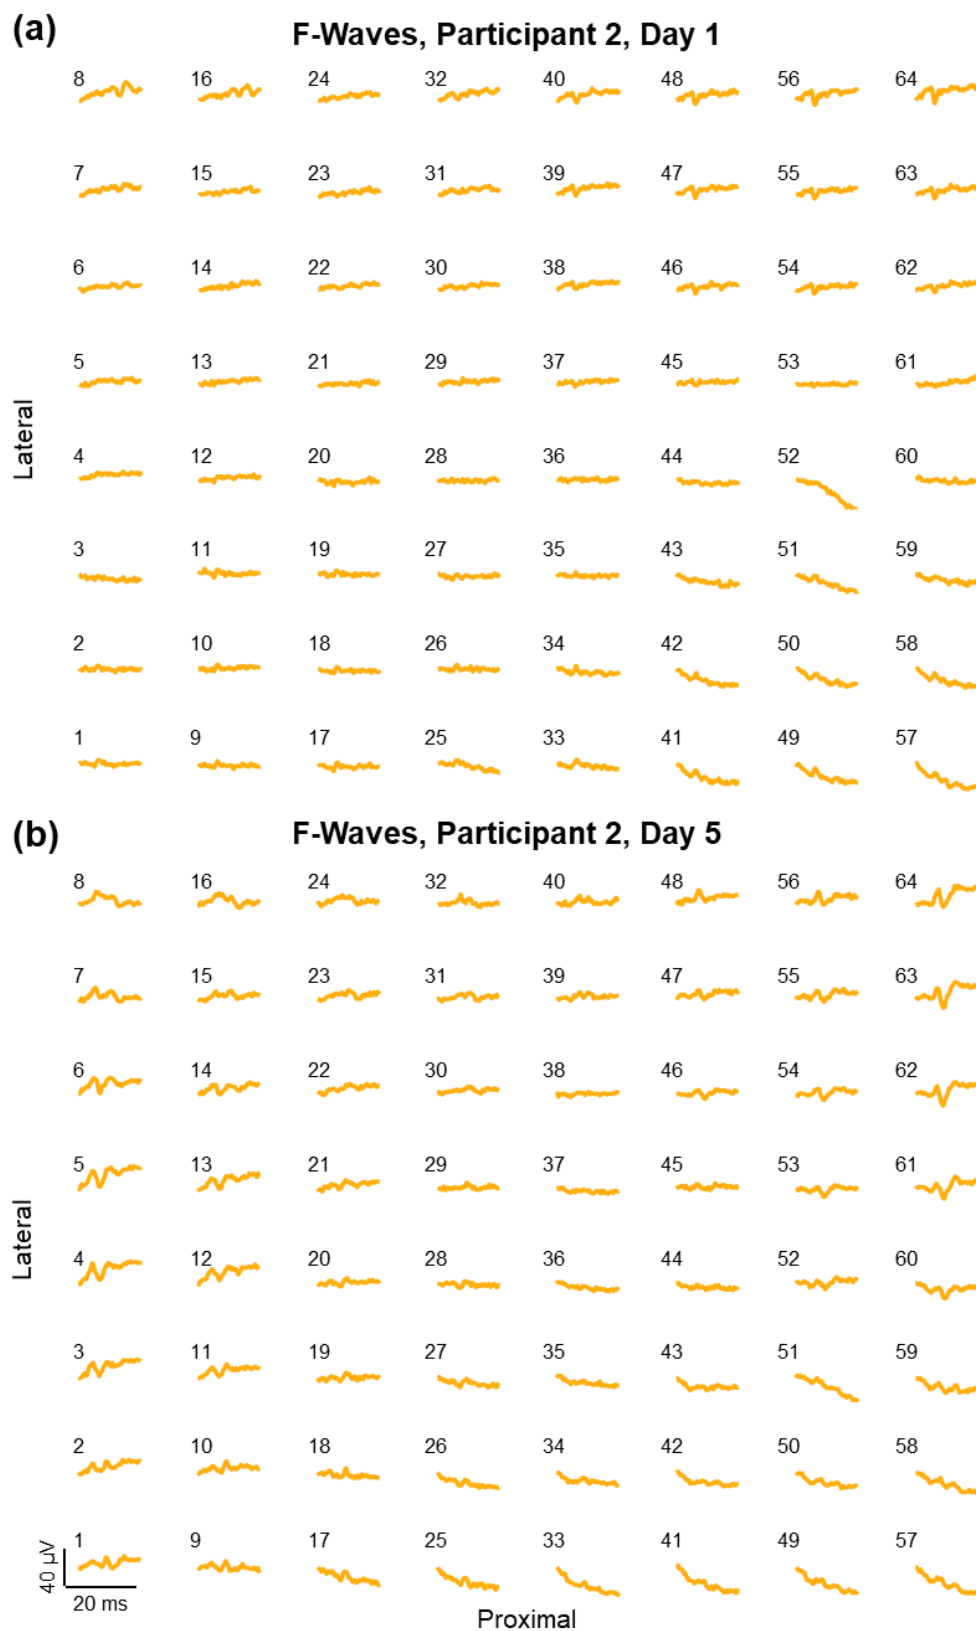 (a)
F-Waves, Participant 2, Day 1
8 16 24 32 40 48 56 64
7 15 23 31 39 47 55 63
6 14 22 30 38 46 54 62
5 13 21 29 37 45 53 61
Lateral
4 12 20 28 36 44 52 60
3 11 19 27 35 43 51 59
2 10 18 26 34 42 50 58
1 9 17 25 33 41 49 57
(b)
F-Waves, Participant 2, Day 5
8 16 24 32 40 48 56 64
7 15 23 31 39 47 55 63
6 14 22 30 38 46 54 62
5 13 21 29 37 45 53 61
Lateral
4 12 20 28 36 44 52 60
3 11 19 27 35 43 51 59
2 10 18 26 34 42 50 58
1 9 17 25 33 41 49 57
40 µV
20 ms
Proximal